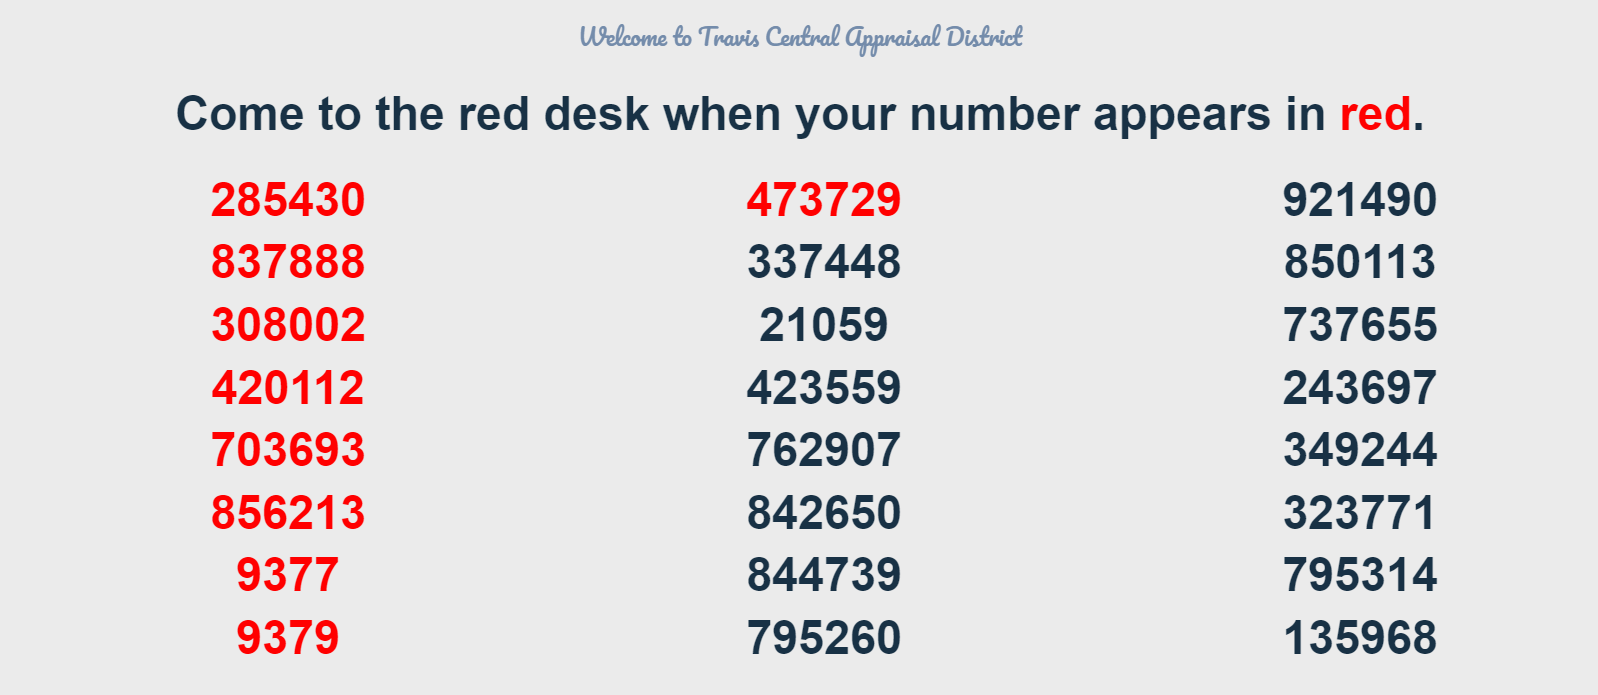 Welcome to Travis Central Appraisal District
Come to the red desk when your number appears in red.
285430 473729 921490
837888 337448 850113
308002 21059 737655
420112 423559 243697
703693 762907 349244
856213 842650 323771
9377 844739 795314
9379 795260 135968